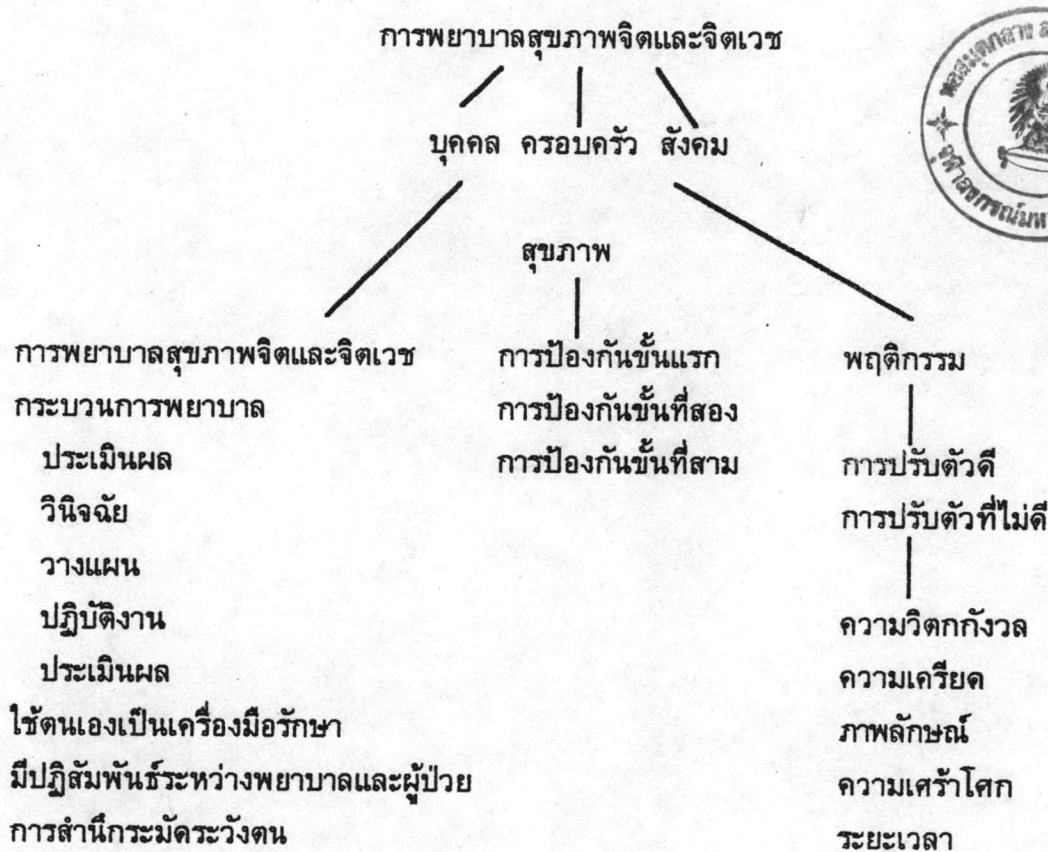 การพยาบาลสุขภาพจิตและจิตเวช
บุคคล ครอบครัว สังคม
สุขภาพ
การพยาบาลสุขภาพจิตและจิตเวช
กระบวนการพยาบาล
ประเมินผล
วินิจฉัย
วางแผน
ปฏิบัติงาน
ประเมินผล
ใช้ตนเองเป็นเครื่องมือรักษา
มีปฏิสัมพันธ์ระหว่างพยาบาลและผู้ป่วย
การสำนึกระมัดระวังตน
การป้องกันขั้นแรก
การป้องกันขั้นที่สอง
การป้องกันขั้นที่สาม
พฤติกรรม
การปรับตัวดี
การปรับตัวที่ไม่ดี
ความวิตกกังวล
ความเครียด
ภาพลักษณ์
ความเศร้าโศก
ระยะเวลา